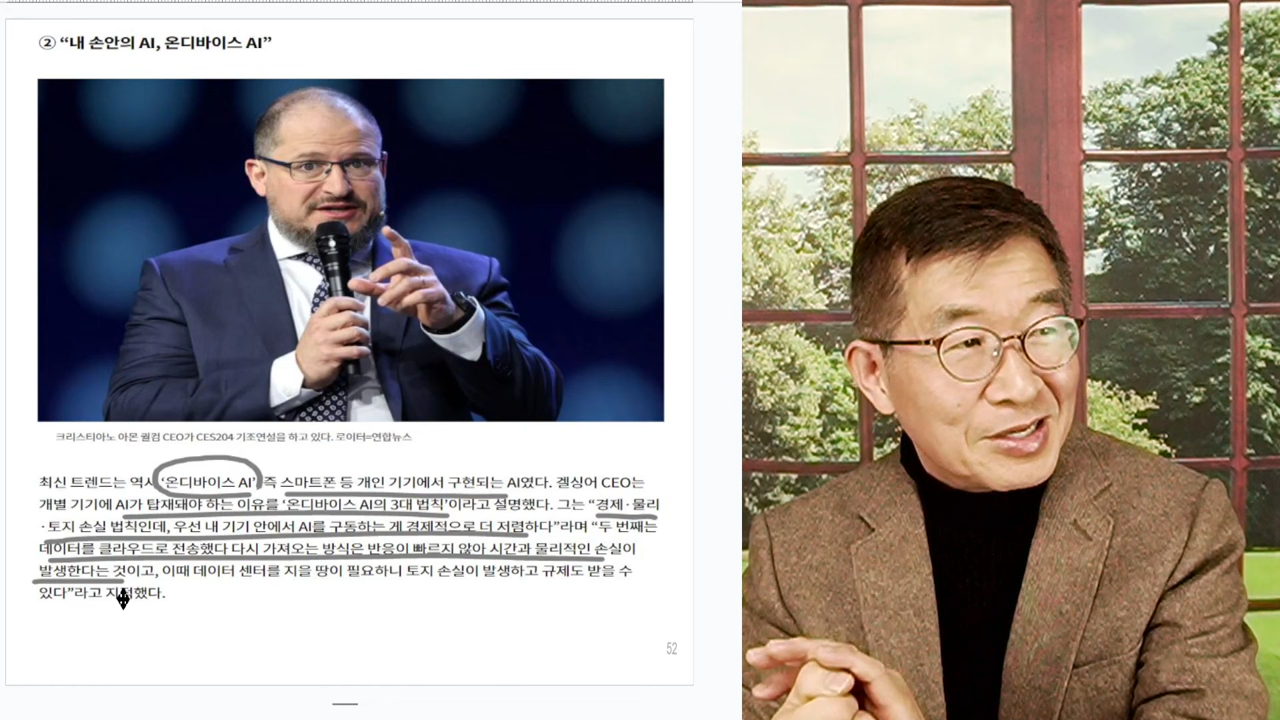 ② “내 손안의 AI, 온디바이스 AI”
크리스티아노 아몬 퀄컴 CEO가 CES204 기조연설을 하고 있다. 로이터=연합뉴스
최신 트렌드는 역시 ‘온디바이스 AI’ 즉 스마트폰 등 개인 기기에서 구현되는 AI였다. 겔싱어 CEO는
개별 기기에 AI가 탑재돼야 하는 이유를 ‘온디바이스 AI의 3대 법칙’이라고 설명했다. 그는 “경제·물리
·토지 손실 법칙인데, 우선 내 기기 안에서 AI를 구동하는 게 경제적으로 더 저렴하다”라며 “두 번째는
데이터를 클라우드로 전송했다 다시 가져오는 방식은 반응이 빠르지 않아 시간과 물리적인 손실이
발생한다는 것이고, 이때 데이터 센터를 지을 땅이 필요하니 토지 손실이 발생하고 규제도 받을 수
있다”라고 지적했다.
52